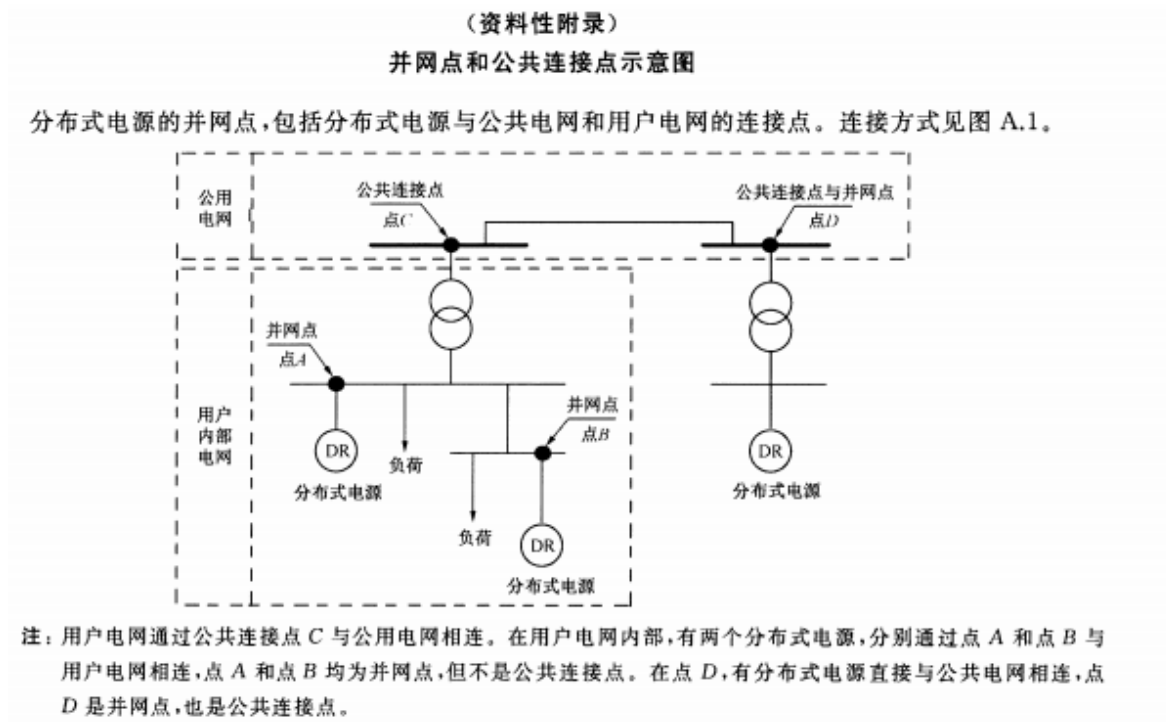 (资料性附录)
并网点和公共连接点示意图
分布式电源的并网点,包括分布式电源与公共电网和用户电网的连接点。连接方式见图 A.1。
公用
电网
公共连接点
点C
公共连接点与并网点
点D
并网点
点A
用户
内部
电网
并网点
点B
DR
负荷
DR
分布式电源
分布式电源
负荷
DR
分布式电源
注:用户电网通过公共连接点 C 与公用电网相连。在用户电网内部,有两个分布式电源,分别通过点 A 和点 B 与
用户电网相连,点 A 和点 B 均为并网点,但不是公共连接点。在点 D,有分布式电源直接与公共电网相连,点
D 是并网点,也是公共连接点。